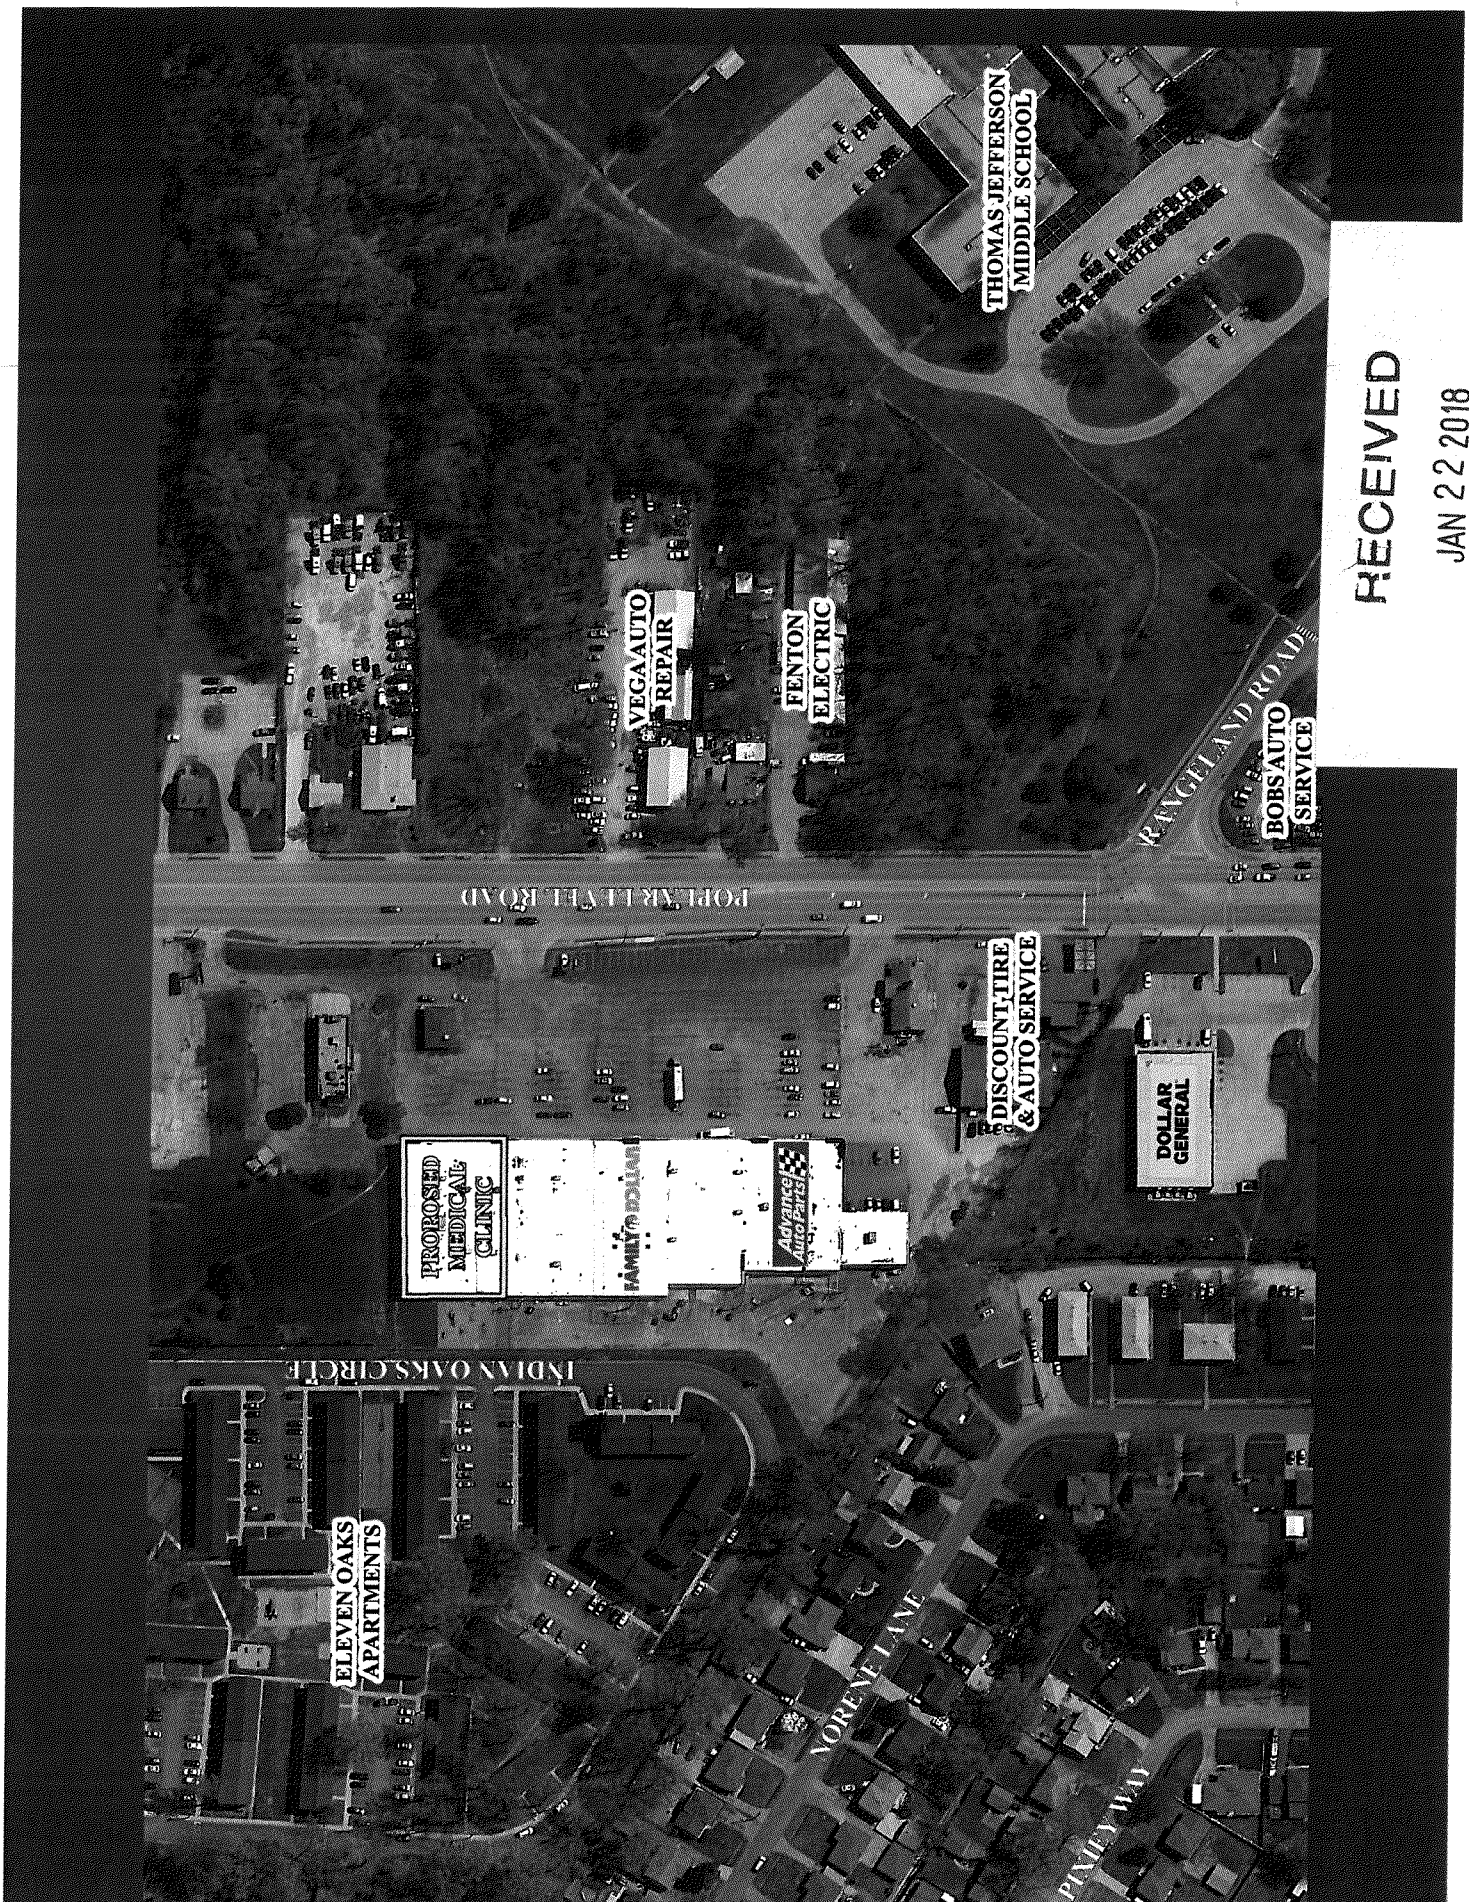 ELEVEN OAKS
APARTMENTS
INDIAN OAKS CIRCLE
PROPOSED
MEDICAL
CLINIC
POPLAR LEVEL ROAD
FAMILY DOLLAR
VEGA AUTO
REPAIR
Advance
Auto Parts
FENTON
ELECTRIC
NORENE LANE
DISCOUNT TIRE
& AUTO SERVICE
THOMAS JEFFERSON
MIDDLE SCHOOL
PINEY WAY
DOLLAR
GENERAL
RANGELAND ROAD
BOBS AUTO
SERVICE
RECEIVED
JAN 22 2018